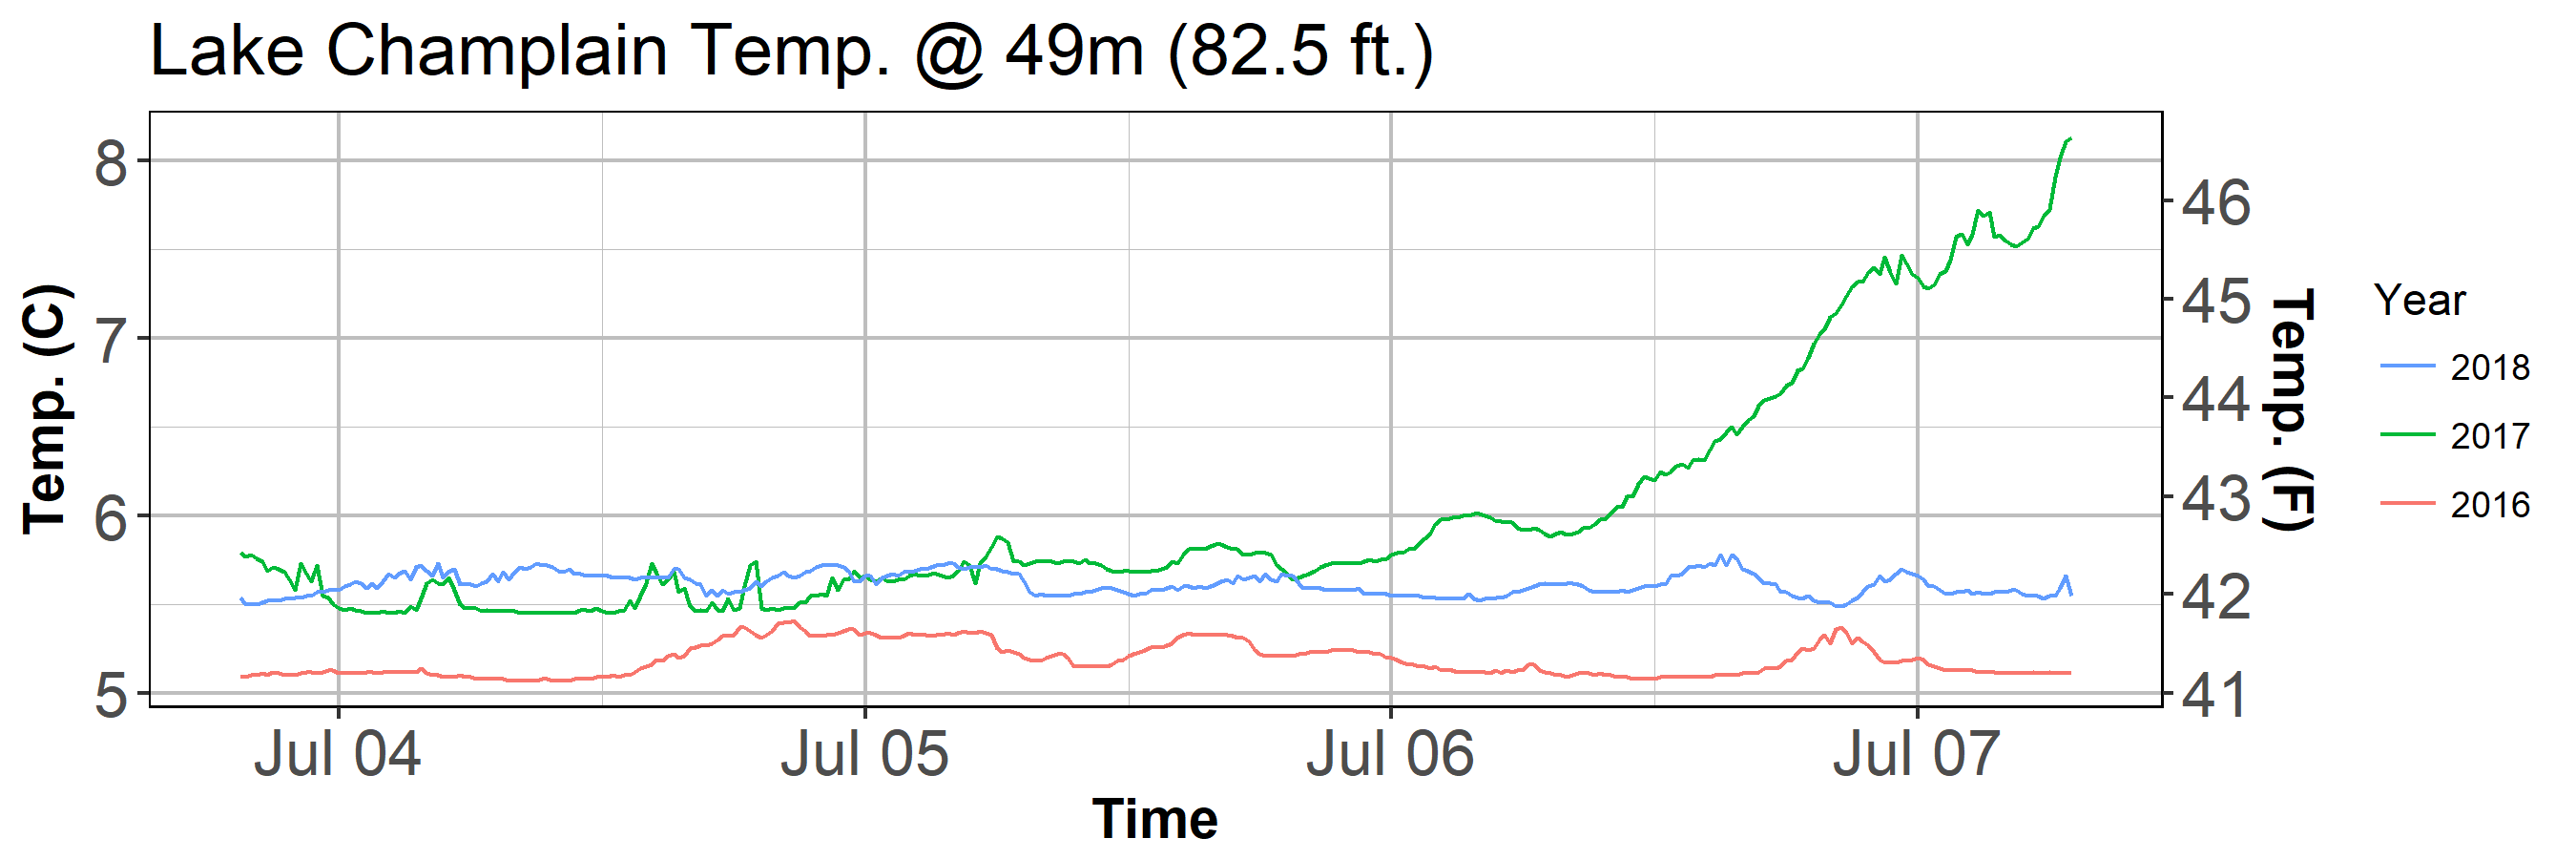 Lake Champlain Temp. @ 49m (82.5 ft.)
Temp. (C)
8
7
6
5
46
45
44
43
42
41
Temp. (F)
Year
2018
2017
2016
Jul 04 Jul 05 Jul 06 Jul 07
Time